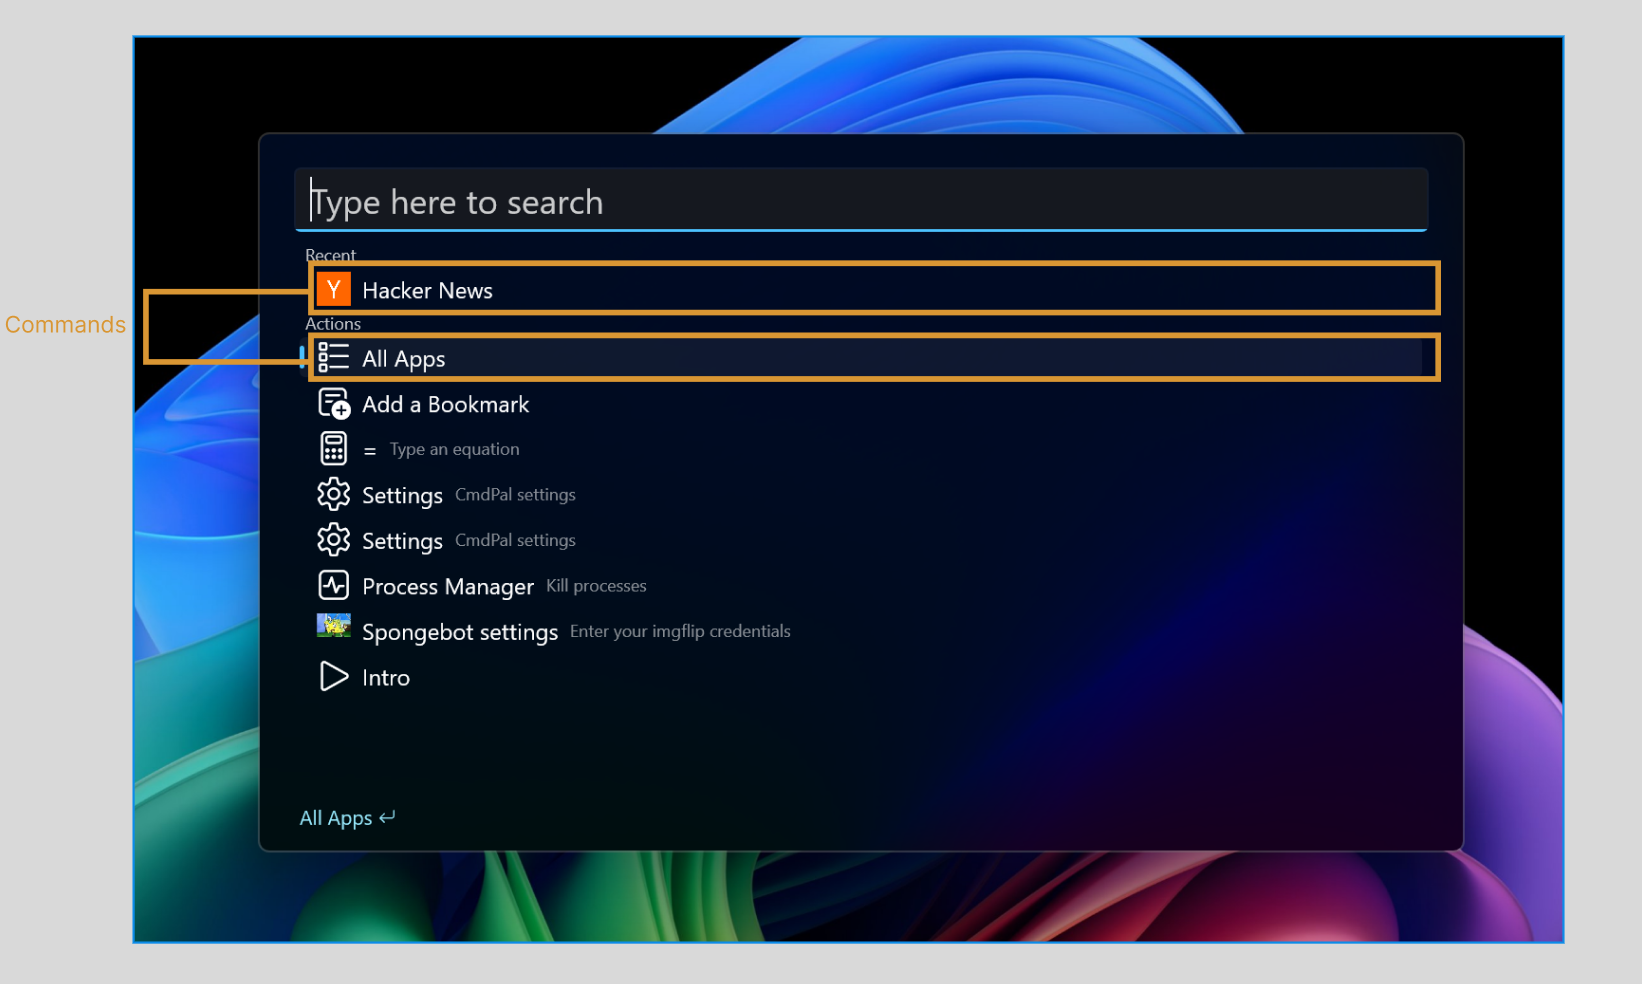 Type here to search
Recent
Y Hacker News
Commands
Actions
All Apps
Add a Bookmark
= Type an equation
Settings CmdPal settings
Settings CmdPal settings
Process Manager Kill processes
Spongebot settings Enter your imgflip credentials
Intro
All Apps